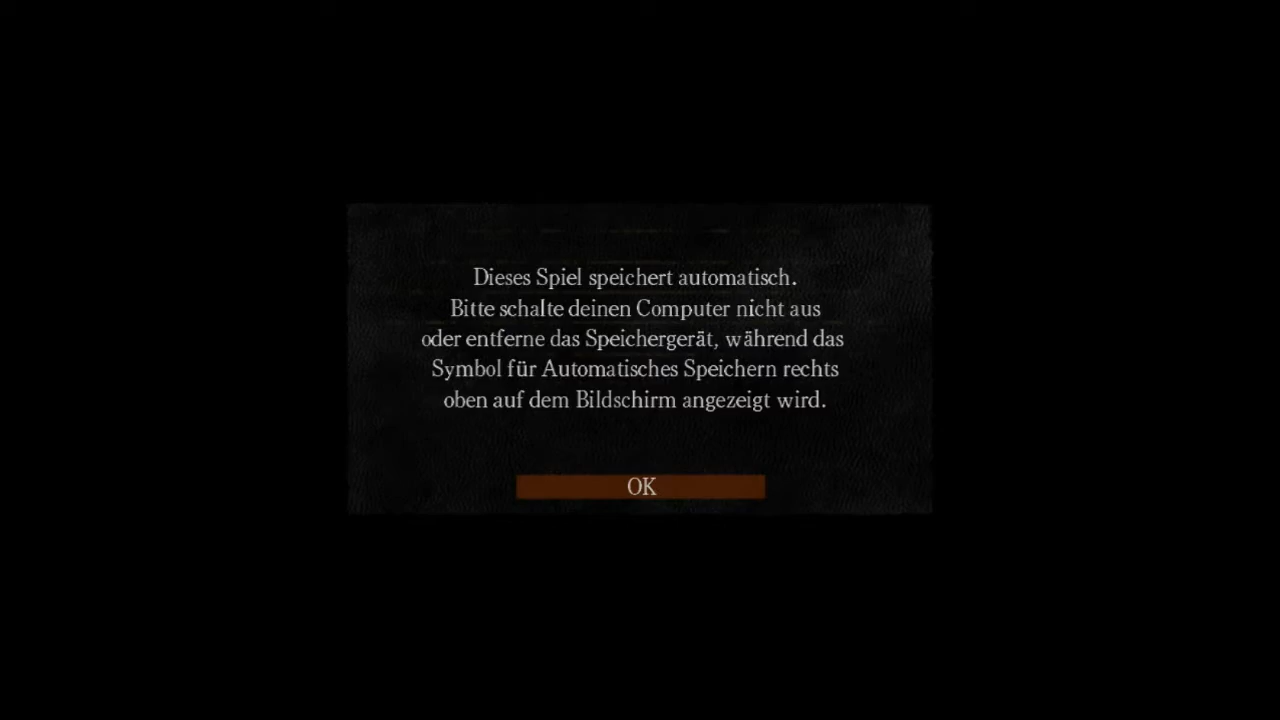 Dieses Spiel speichert automatisch.
Bitte schalte deinen Computer nicht aus
oder entferne das Speichergerät, während das
Symbol für Automatisches Speichern rechts
oben auf dem Bildschirm angezeigt wird.
OK